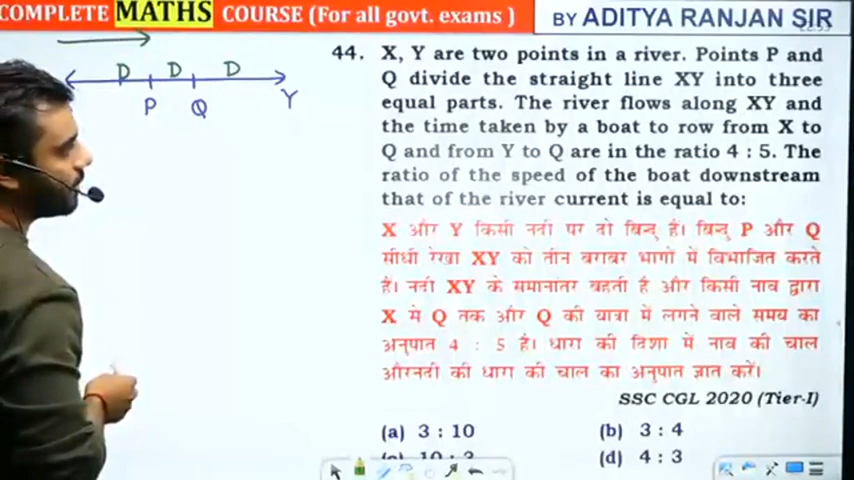 COMPLETE MATHS COURSE (For all govt. exams)
BY ADITYA RANJAN SIR
D D D
P Q Y
44. X, Y are two points in a river. Points P and
Q divide the straight line XY into three
equal parts. The river flows along XY and
the time taken by a boat to row from X to
Q and from Y to Q are in the ratio 4 : 5. The
ratio of the speed of the boat downstream
that of the river current is equal to:
X और Y किसी नदी पर दो बिन्दु हैं। बिन्दु P और Q
सीधी रेखा XY को तीन बराबर भागों में विभाजित करते
हैं। नदी XY के समानांतर बहती है और किसी नाव द्वारा
X से Q तक और Q की यात्रा में लगने वाले समय का
अनुपात 4 : 5 है। धारा की दिशा में नाव की चाल
औरनदी की धारा की चाल का अनुपात ज्ञात करें।
SSC CGL 2020 (Tier-I)
(a) 3 : 10
(b) 3 : 4
(d) 4 : 3